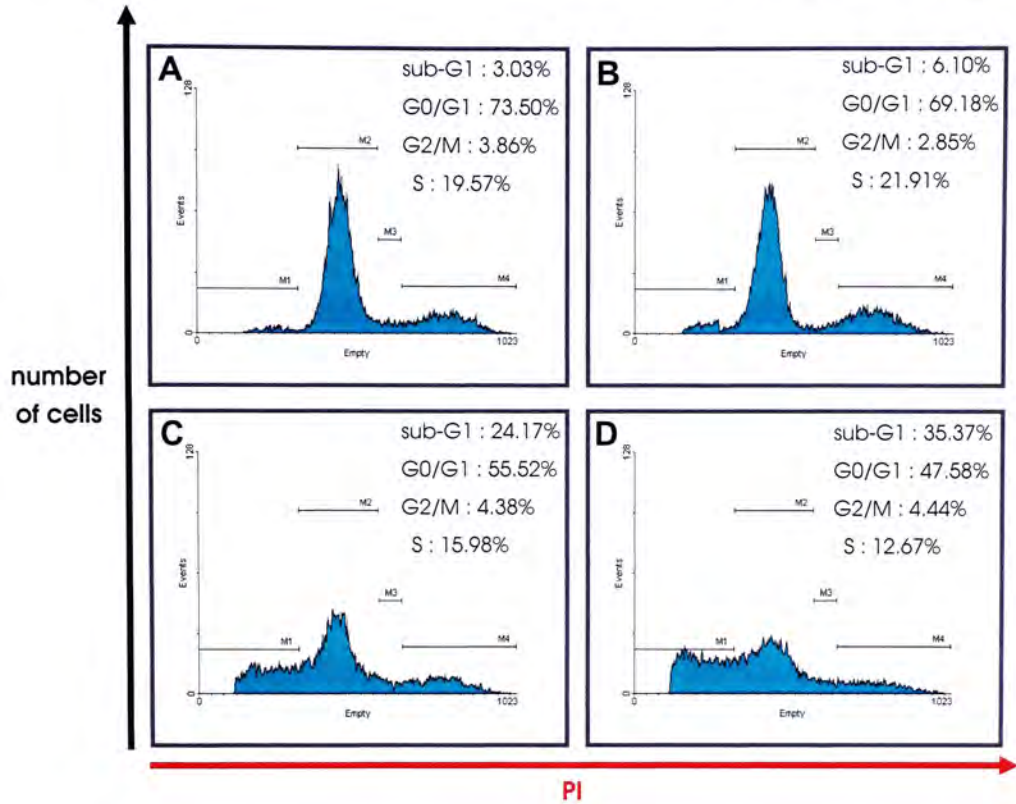 A
sub-G1 : 3.03%
G0/G1 : 73.50%
G2/M : 3.86%
S : 19.57%
128
Events
0
M1
M2
M3
M4
0
1023
Empty
B
sub-G1 : 6.10%
G0/G1 : 69.18%
G2/M : 2.85%
S : 21.91%
128
Events
0
M1
M2
M3
M4
0
1023
Empty
number
of cells
C
sub-G1 : 24.17%
G0/G1 : 55.52%
G2/M : 4.38%
S : 15.98%
128
Events
0
M1
M2
M3
M4
0
1023
Empty
D
sub-G1 : 35.37%
G0/G1 : 47.58%
G2/M : 4.44%
S : 12.67%
128
Events
0
M1
M2
M3
M4
0
1023
Empty
PI